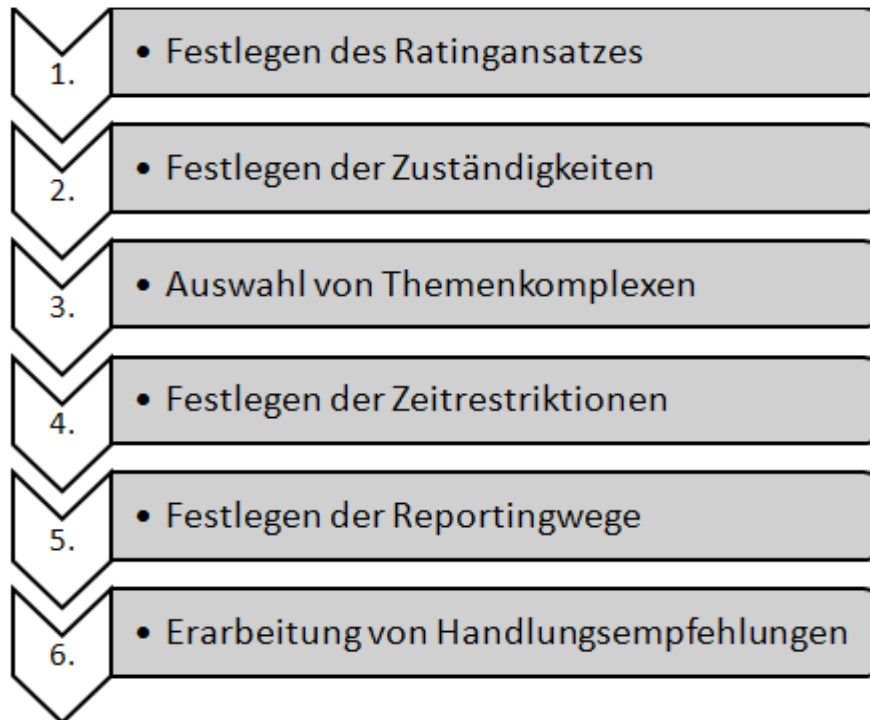 1. • Festlegen des Ratingansatzes
2. • Festlegen der Zuständigkeiten
3. • Auswahl von Themenkomplexen
4. • Festlegen der Zeitrestriktionen
5. • Festlegen der Reportingwege
6. • Erarbeitung von Handlungsempfehlungen